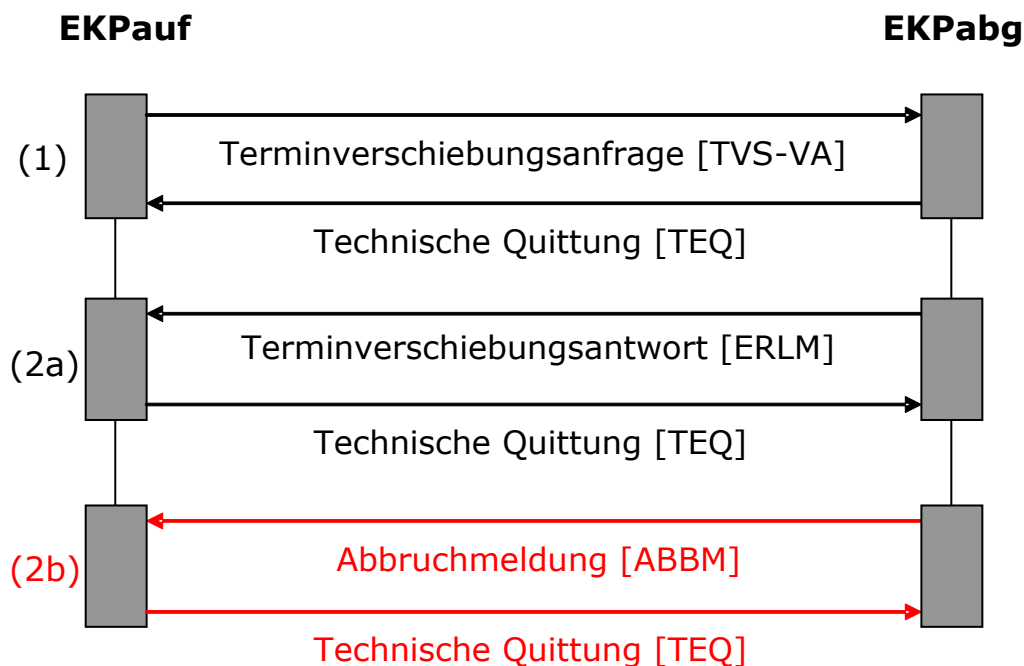 EKPauf
EKPabg
(1)
Terminverschiebungsanfrage [TVS-VA]
Technische Quittung [TEQ]
(2a)
Terminverschiebungsantwort [ERLM]
Technische Quittung [TEQ]
(2b)
Abbruchmeldung [ABBM]
Technische Quittung [TEQ]